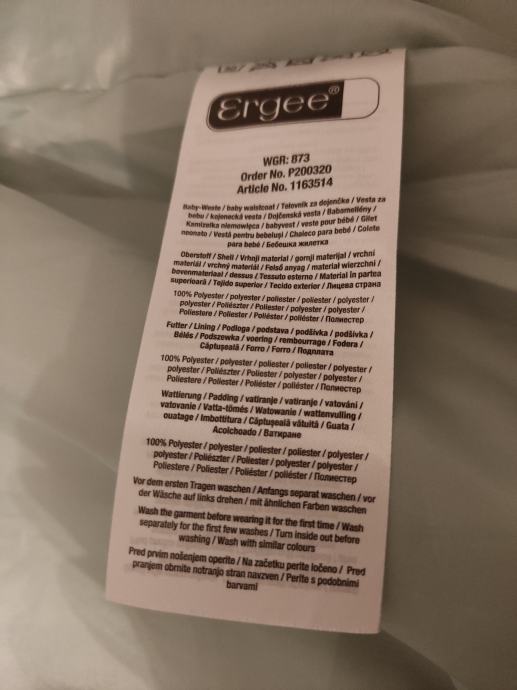 Ergee®
WGR: 873
Order No. P200320
Article No. 1163514
Baby-Weste / baby waistcoat / Telovnik za dojenčke / Vesta za
bebu / kojenecká vesta / Dojčenská vesta / Babamellény /
Kamizelka niemowlęca / babyvest / veste pour bébé / Gilet
neonato / Vestă pentru bebeluşi / Chaleco para bebé / Colete
para bebé / Бебешка жилетка
Oberstoff / Shell / Vrhnji material / gornji materijal / vrchní
materiál / vrchný materiál / Felső anyag / materiał wierzchni /
bovenmateriaal / dessus / Tessuto esterno / Material în partea
superioară / Tejido superior / Tecido exterior / Лицева страна
100% Polyester / polyester / poliester / poliester / polyester /
polyester / Poliészter / Poliester / polyester / polyester /
Poliestere / Poliester / Poliéster / poliéster / Полиестер
Futter / Lining / Podloga / podstava / podšívka / podšívka /
Bélés / Podszewka / voering / rembourrage / Fodera /
Căptuşeală / Forro / Forro / Подплата
100% Polyester / polyester / poliester / poliester / polyester /
polyester / Poliészter / Poliester / polyester / polyester /
Poliestere / Poliester / Poliéster / poliéster / Полиестер
Wattierung / Padding / vatiranje / vatiranje / vatování /
vatovanie / Vatta-tömés / Watowanie / wattenvulling /
ouatage / Imbottitura / Căptuşeală vătuită / Guata /
Acolchoado / Ватиране
100% Polyester / polyester / poliester / poliester / polyester /
polyester / Poliészter / Poliester / polyester / polyester /
Poliestere / Poliester / Poliéster / poliéster / Полиестер
Vor dem ersten Tragen waschen / Anfangs separat waschen / vor
der Wäsche auf links drehen / mit ähnlichen Farben waschen
Wash the garment before wearing it for the first time / Wash
separately for the first few washes / Turn inside out before
washing / Wash with similar colours
Pred prvim nošenjem operite / Na začetku perite ločeno / Pred
pranjem obrnite notranjo stran navzven / Perite s podobnimi
barvami